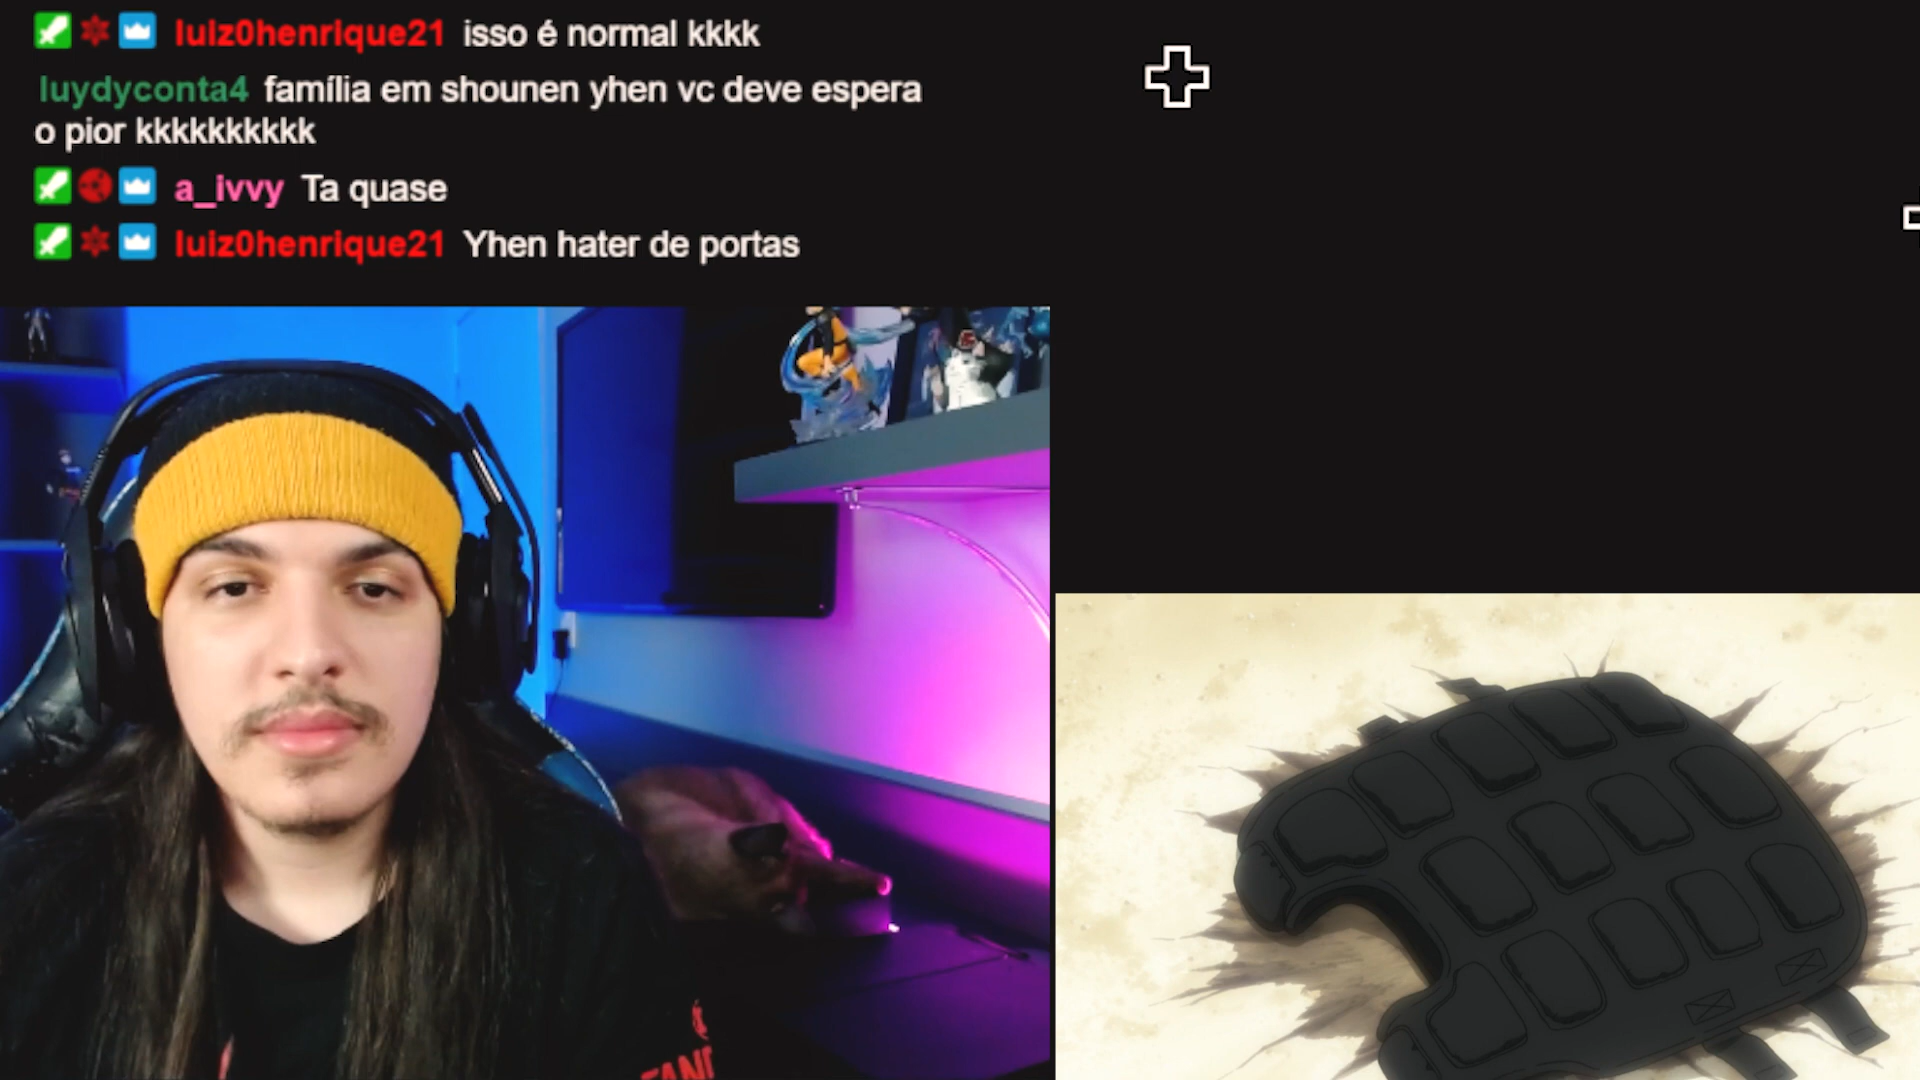 luiz0henrique21 isso é normal kkkk
luydyconta4 família em shounen yhen vc deve espera
o pior kkkkkkkkkk
a_ivvy Ta quase
luiz0henrique21 Yhen hater de portas